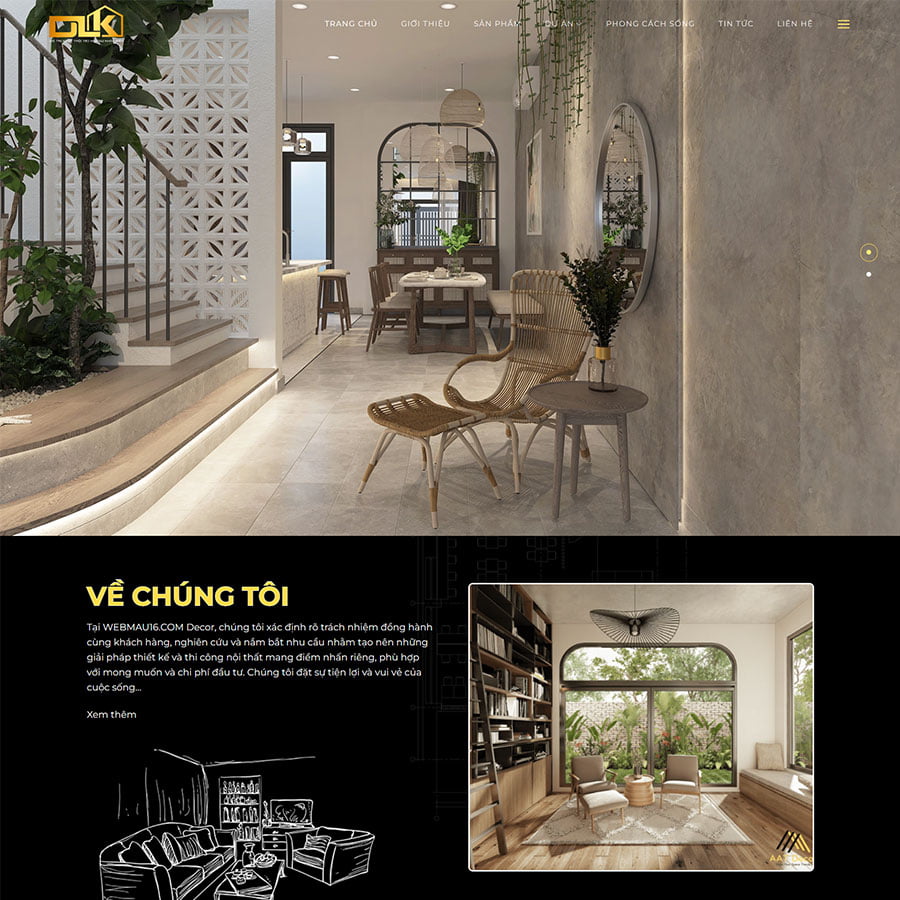 DLK
TRANG CHỦ GIỚI THIỆU SẢN PHẨM DỰ ÁN PHONG CÁCH SỐNG TIN TỨC LIÊN HỆ
VỀ CHÚNG TÔI
Tại WEBMAU16.COM Decor, chúng tôi xác định rõ trách nhiệm đồng hành
cùng khách hàng, nghiên cứu và nắm bắt nhu cầu nhằm tạo nên những
giải pháp thiết kế và thi công nội thất mang điểm nhấn riêng, phù hợp
với mong muốn và chi phí đầu tư. Chúng tôi đặt sự tiện lợi và vui vẻ của
cuộc sống...
Xem thêm